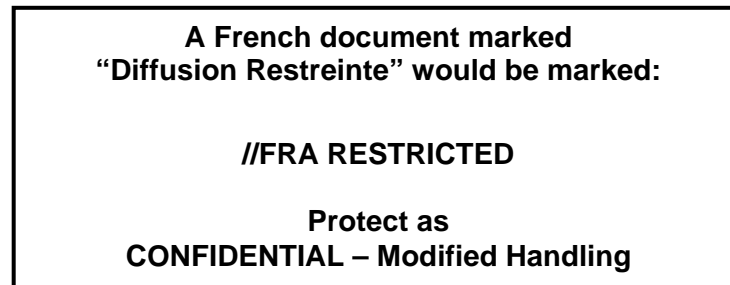 A French document marked
“Diffusion Restreinte” would be marked:
//FRA RESTRICTED
Protect as
CONFIDENTIAL – Modified Handling